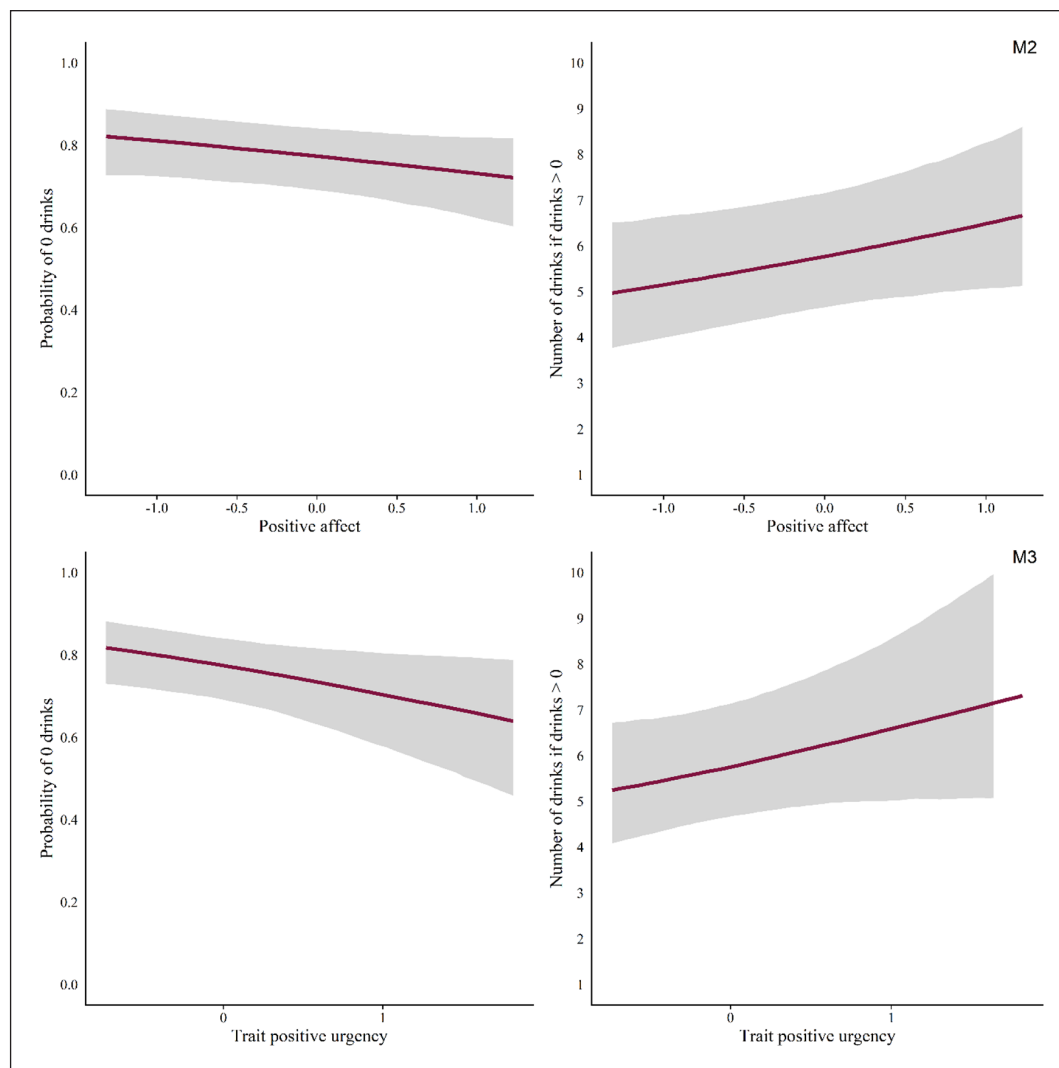 M2
Probability of 0 drinks
1.0
0.8
0.6
0.4
0.2
0.0
-1.0 -0.5 0.0 0.5 1.0
Positive affect
Number of drinks if drinks > 0
10
9
8
7
6
5
4
3
2
1
-1.0 -0.5 0.0 0.5 1.0
Positive affect
M3
Probability of 0 drinks
1.0
0.8
0.6
0.4
0.2
0.0
0 1
Trait positive urgency
Number of drinks if drinks > 0
10
9
8
7
6
5
4
3
2
1
0 1
Trait positive urgency